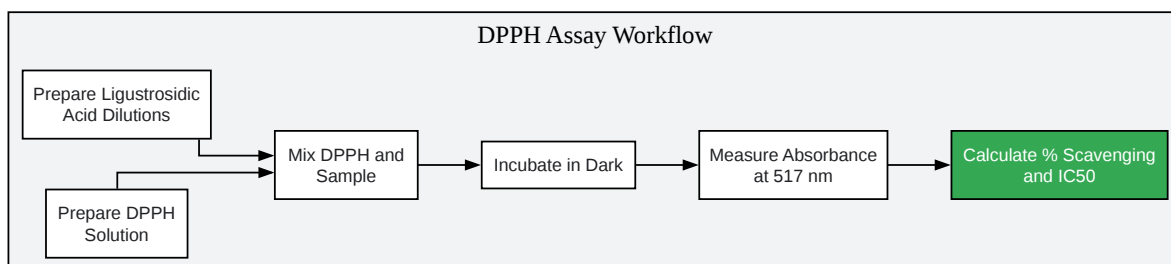 DPPH Assay Workflow
Prepare Ligustrosidic
Acid Dilutions
Prepare DPPH
Solution
Mix DPPH and
Sample
Incubate in Dark
Measure Absorbance
at 517 nm
Calculate % Scavenging
and IC50